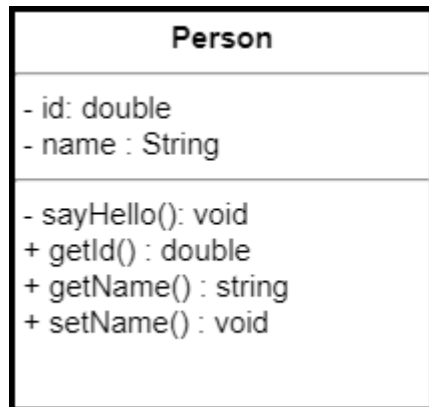 Person
- id: double
- name : String
- sayHello(): void
+ getId() : double
+ getName() : string
+ setName() : void